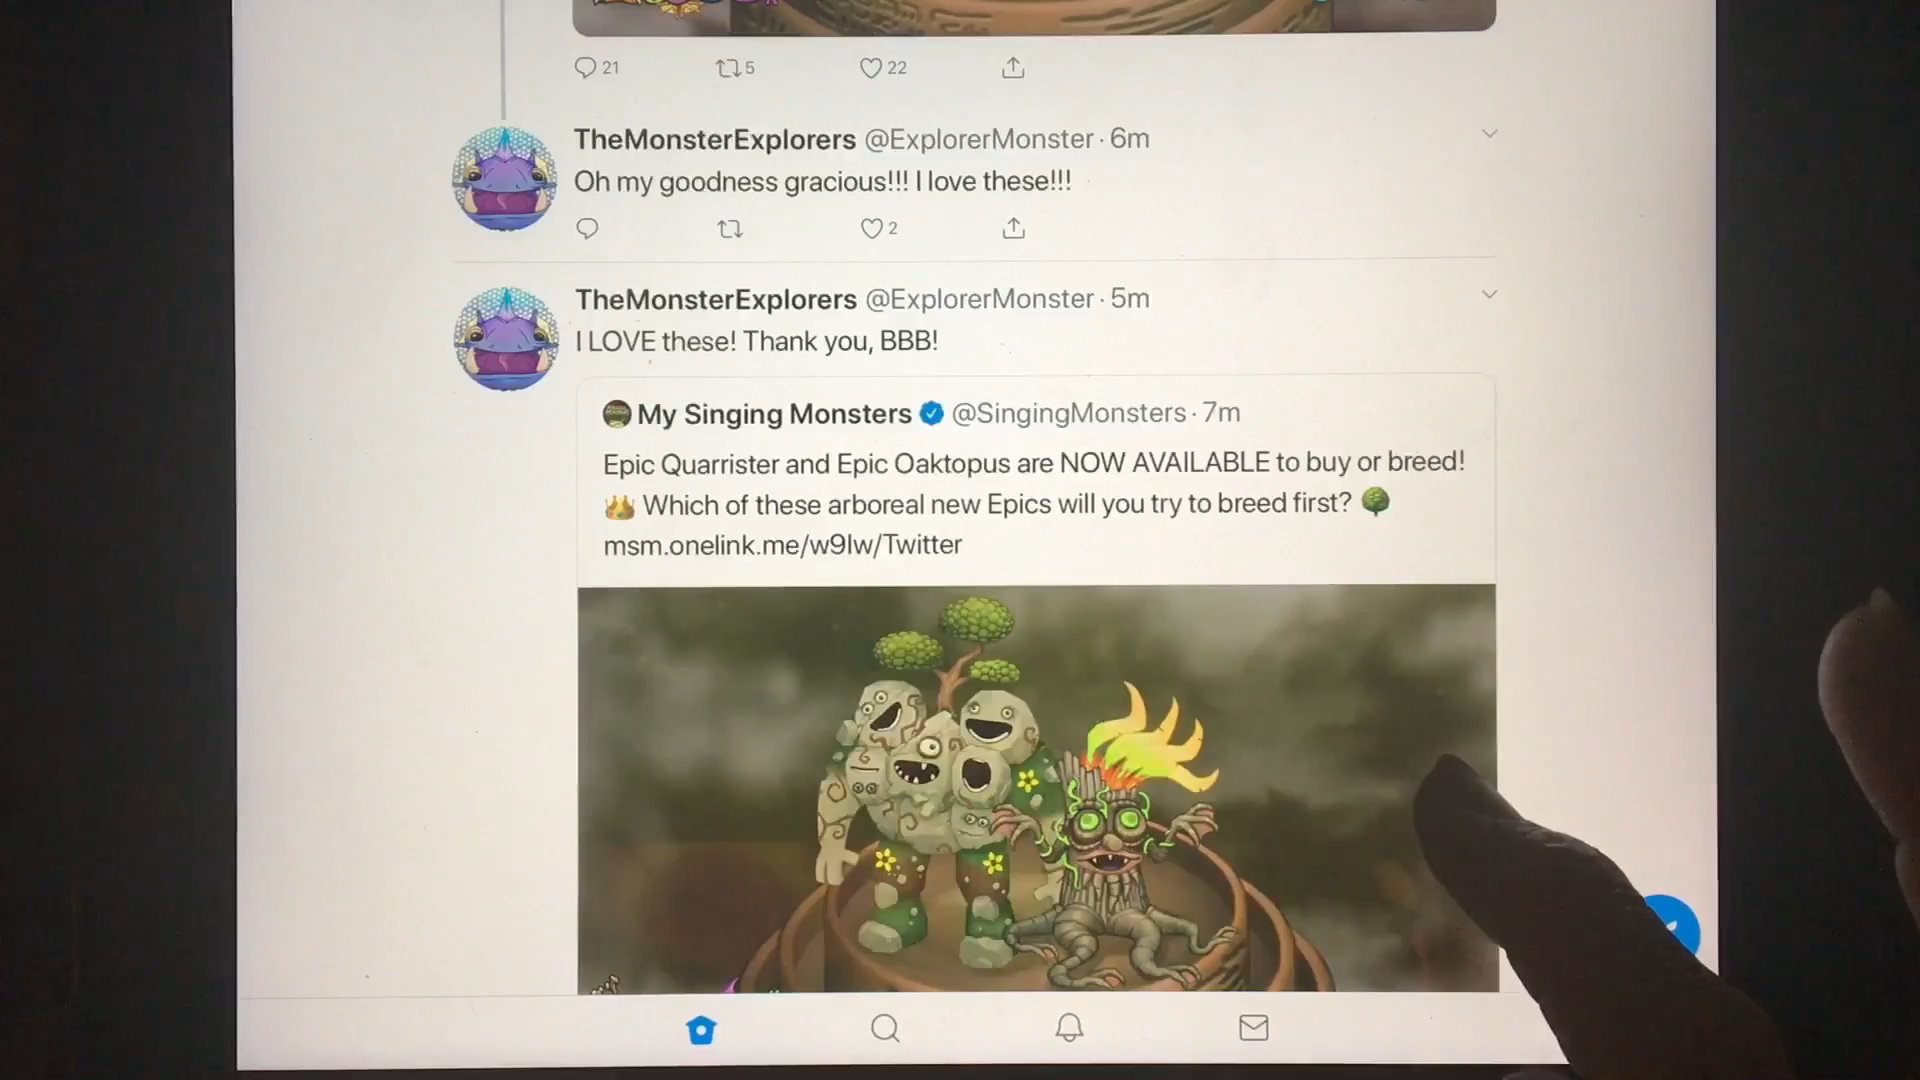 21 5 22
TheMonsterExplorers @ExplorerMonster · 6m
Oh my goodness gracious!!! I love these!!!
2
TheMonsterExplorers @ExplorerMonster · 5m
I LOVE these! Thank you, BBB!
My Singing Monsters @SingingMonsters · 7m
Epic Quarrister and Epic Oaktopus are NOW AVAILABLE to buy or breed!
👑 Which of these arboreal new Epics will you try to breed first? 🌳
msm.onelink.me/w9lw/Twitter